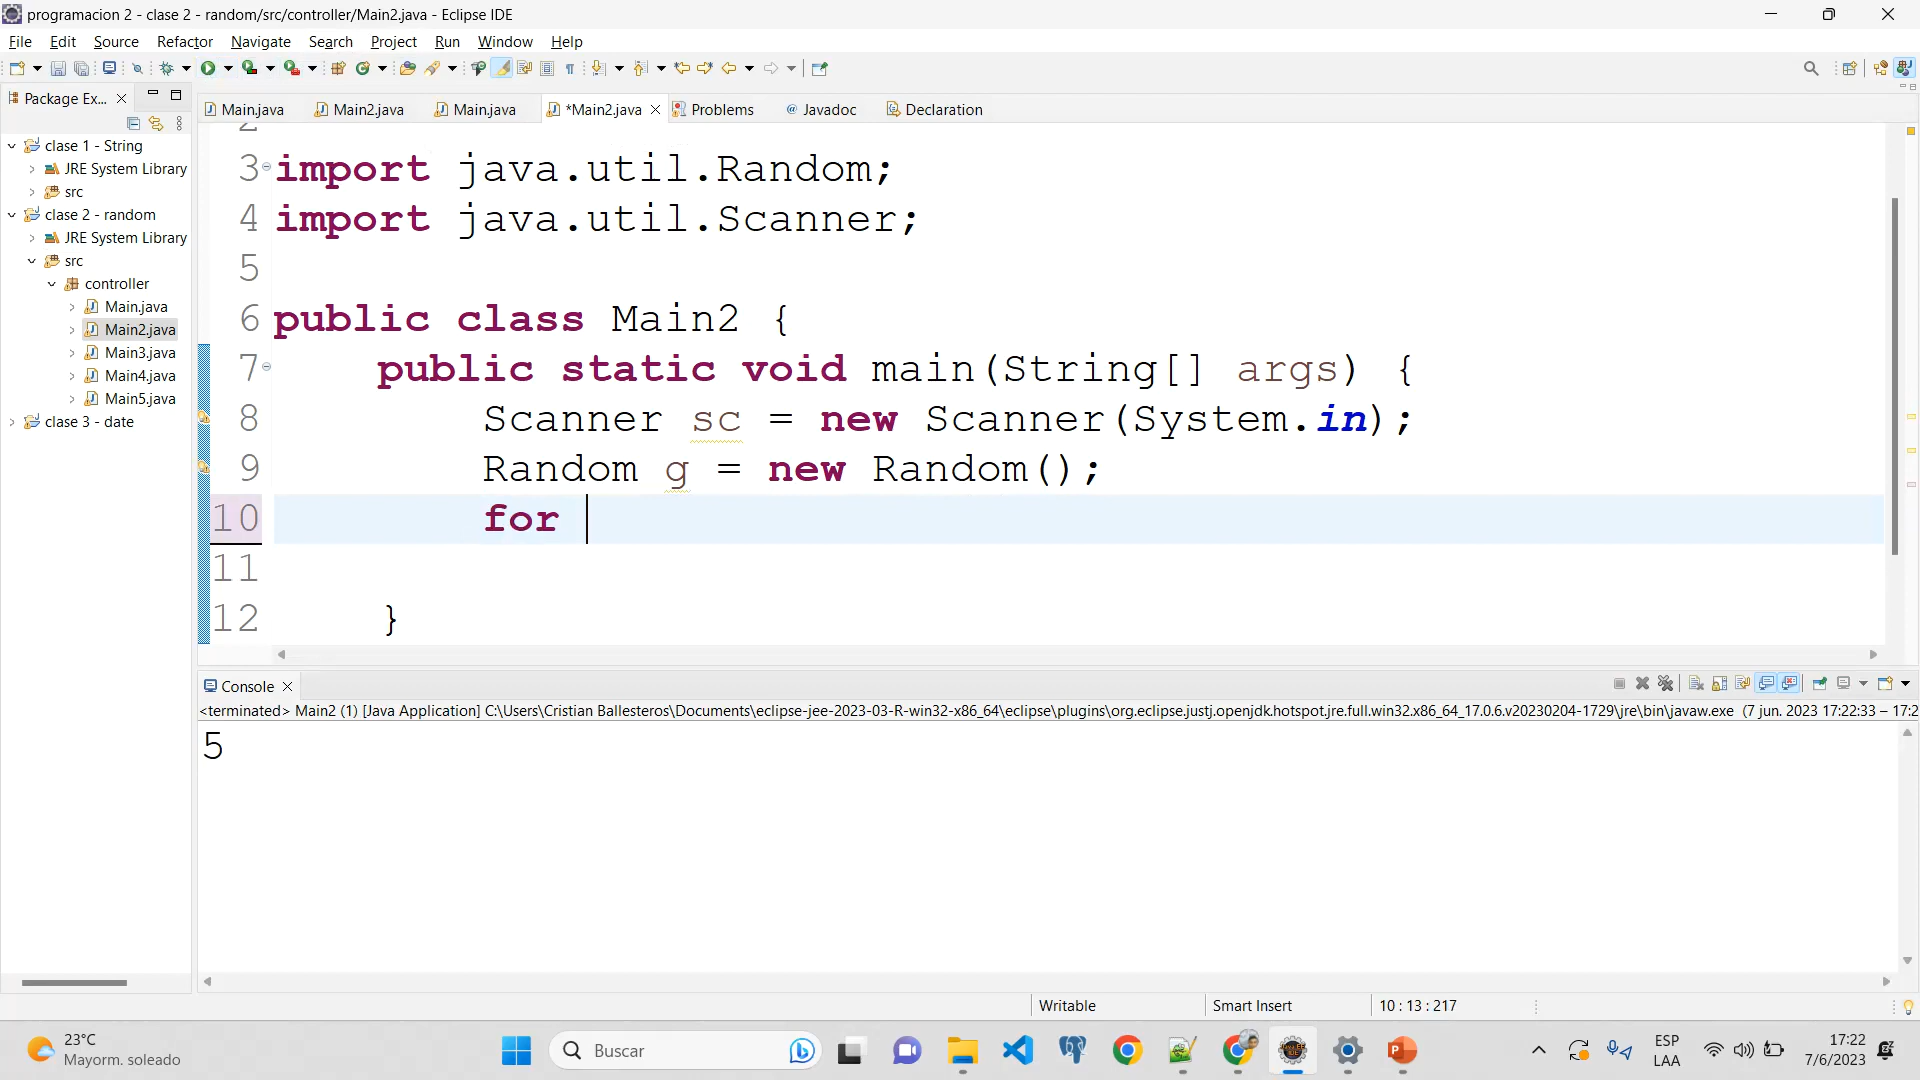 programacion 2 - clase 2 - random/src/controller/Main2.java - Eclipse IDE
File Edit Source Refactor Navigate Search Project Run Window Help
Package Ex...
Main.java Main2.java Main.java *Main2.java Problems Javadoc Declaration
clase 1 - String
JRE System Library
src
clase 2 - random
JRE System Library
src
controller
Main.java
Main2.java
Main3.java
Main4.java
Main5.java
clase 3 - date
3 import java.util.Random;
4 import java.util.Scanner;
5
6 public class Main2 {
7 public static void main(String[] args) {
8 Scanner sc = new Scanner(System.in);
9 Random g = new Random();
10 for
11
12 }
Console
<terminated> Main2 (1) [Java Application] C:\Users\Cristian Ballesteros\Documents\eclipse-jee-2023-03-R-win32-x86_64\eclipse\plugins\org.eclipse.justj.openjdk.hotspot.jre.full.win32.x86_64_17.0.6.v20230204-1729\jre\bin\javaw.exe (7 jun. 2023 17:22:33 – 17:2
5
Writable Smart Insert 10 : 13 : 217
23°C
Mayorm. soleado
Buscar
ESP
LAA
17:22
7/6/2023